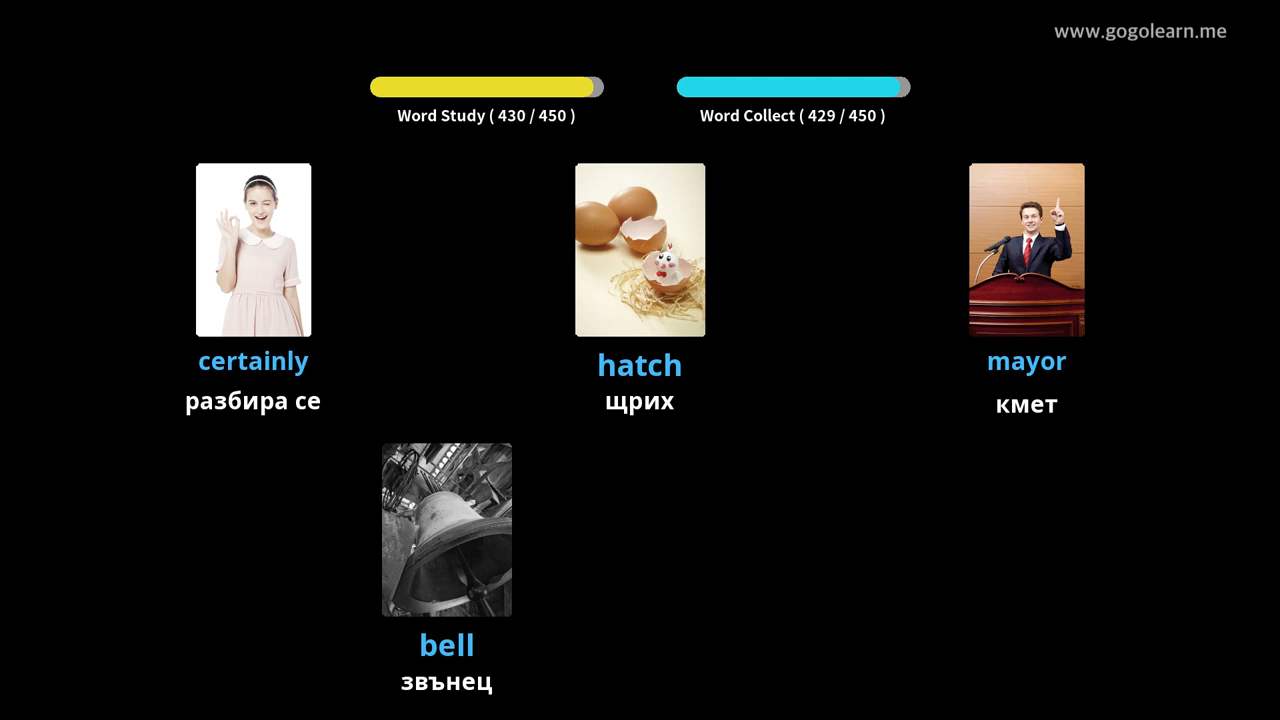 www.gogolearn.me
Word Study ( 430 / 450 )
Word Collect ( 429 / 450 )
certainly
разбира се
hatch
щрих
mayor
кмет
bell
звънец